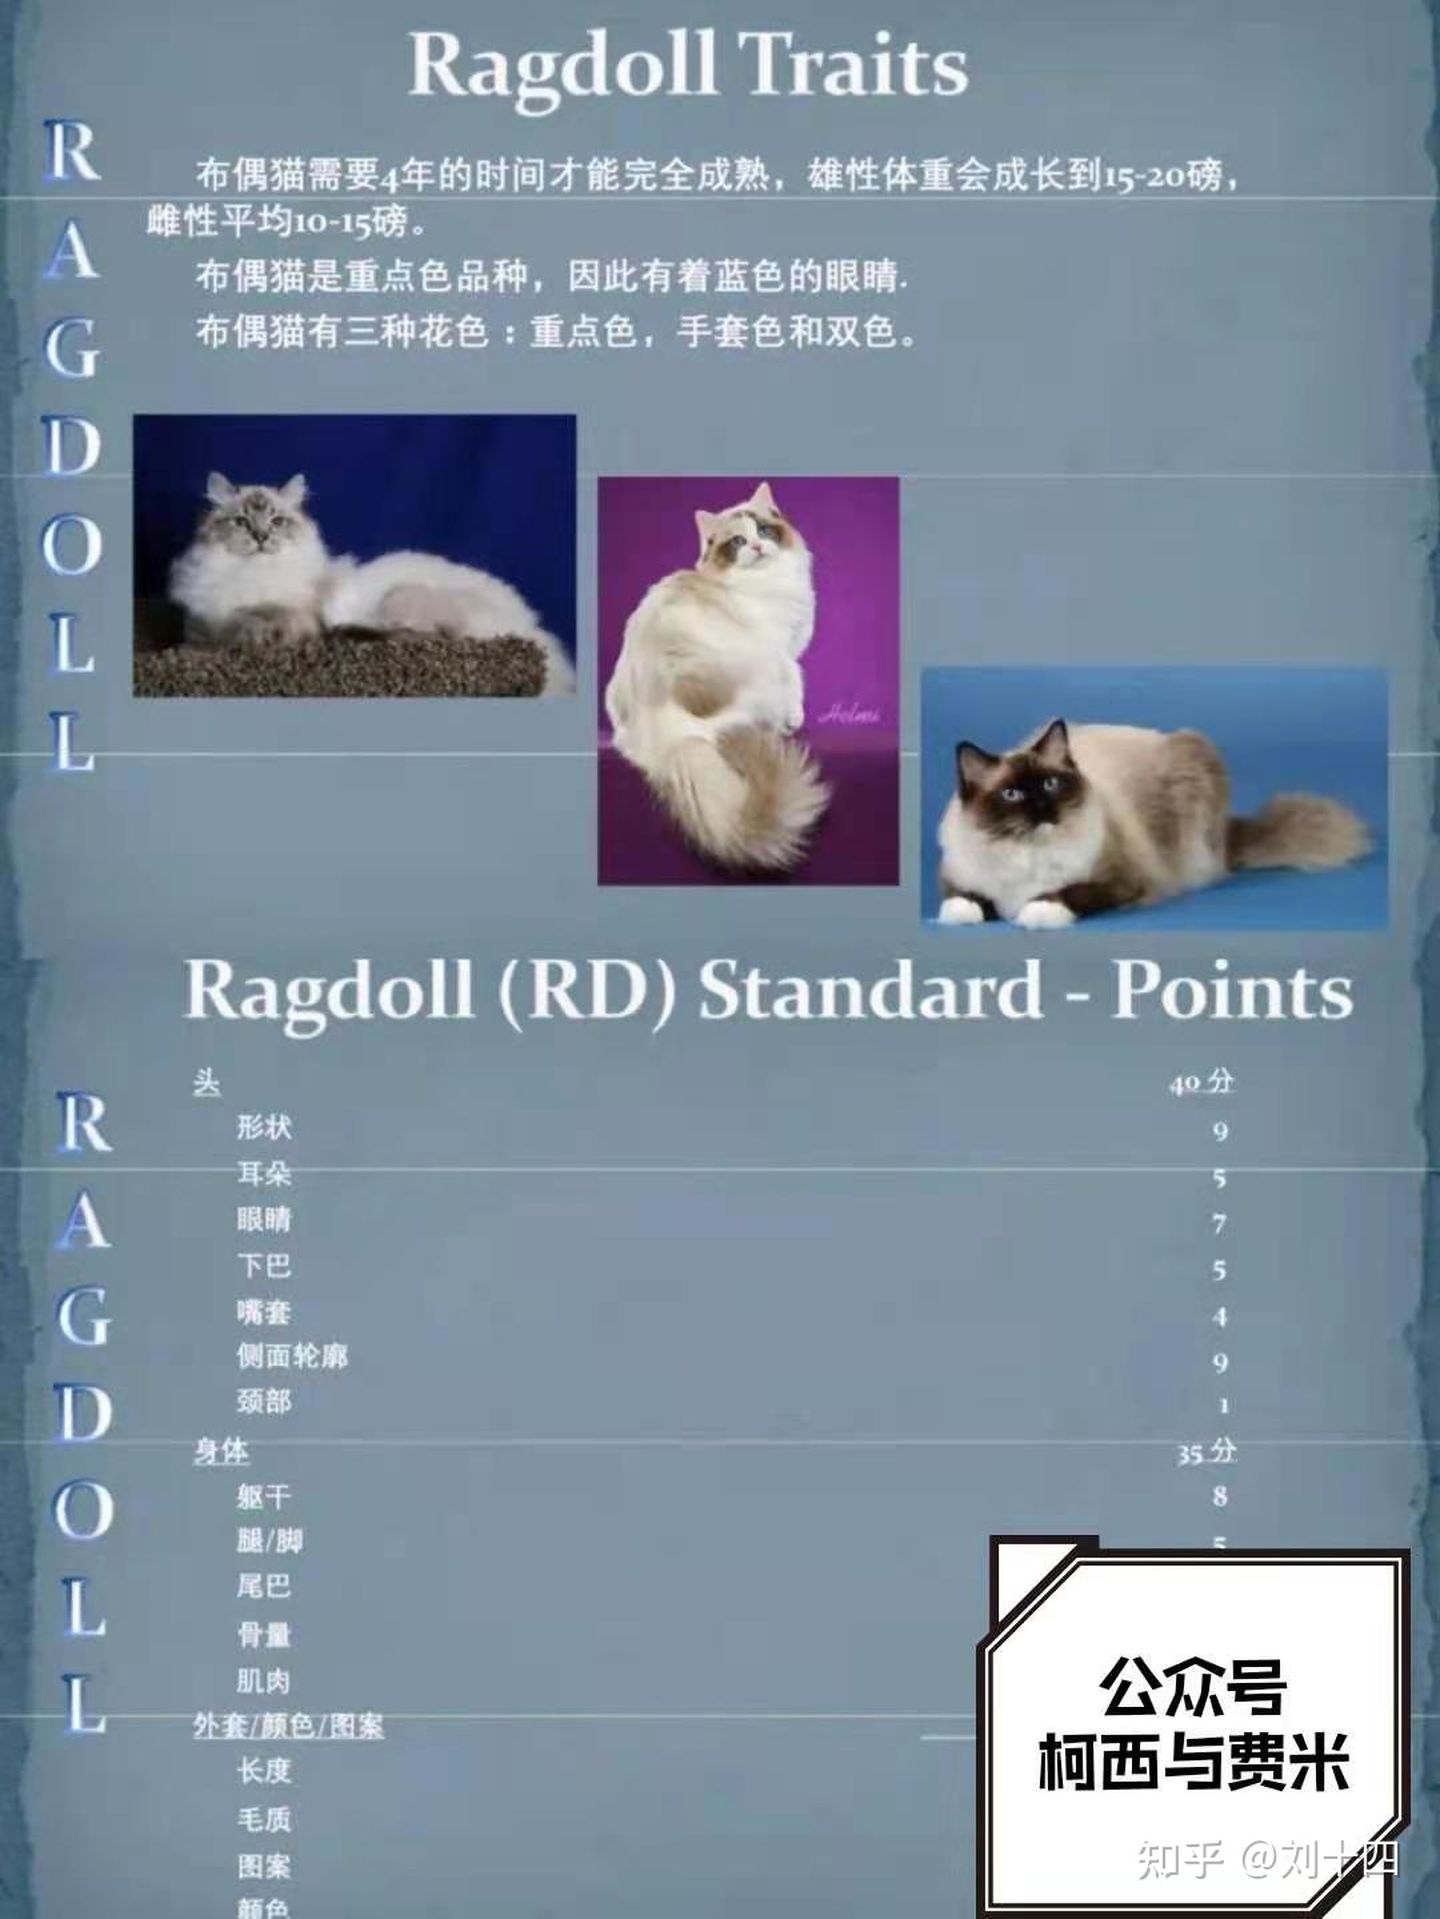 Ragdoll Traits
R
A
G
D
O
L
L
布偶猫需要4年的时间才能完全成熟，雄性体重会成长到15-20磅，
雌性平均10-15磅。
布偶猫是重点色品种，因此有着蓝色的眼睛.
布偶猫有三种花色：重点色，手套色和双色。
Helmi
Ragdoll (RD) Standard - Points
R
A
G
D
O
L
L
头 40 分
形状 9
耳朵 5
眼睛 7
下巴 5
嘴套 4
侧面轮廓 9
颈部 1
身体 35 分
躯干 8
腿/脚 5
尾巴
骨量
肌肉
外套/颜色/图案
长度
毛质
图案
颜色
公众号
柯西与费米
知乎 @刘十四